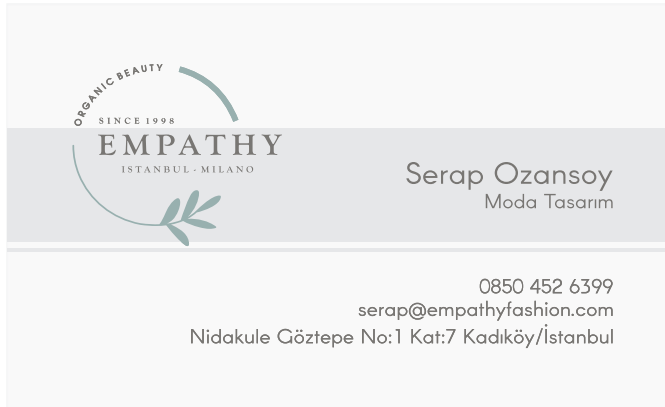 ORGANIC BEAUTY
SINCE 1998
EMPATHY
ISTANBUL - MILANO
Serap Ozansoy
Moda Tasarım
0850 452 6399
serap@empathyfashion.com
Nidakule Göztepe No:1 Kat:7 Kadıköy/İstanbul